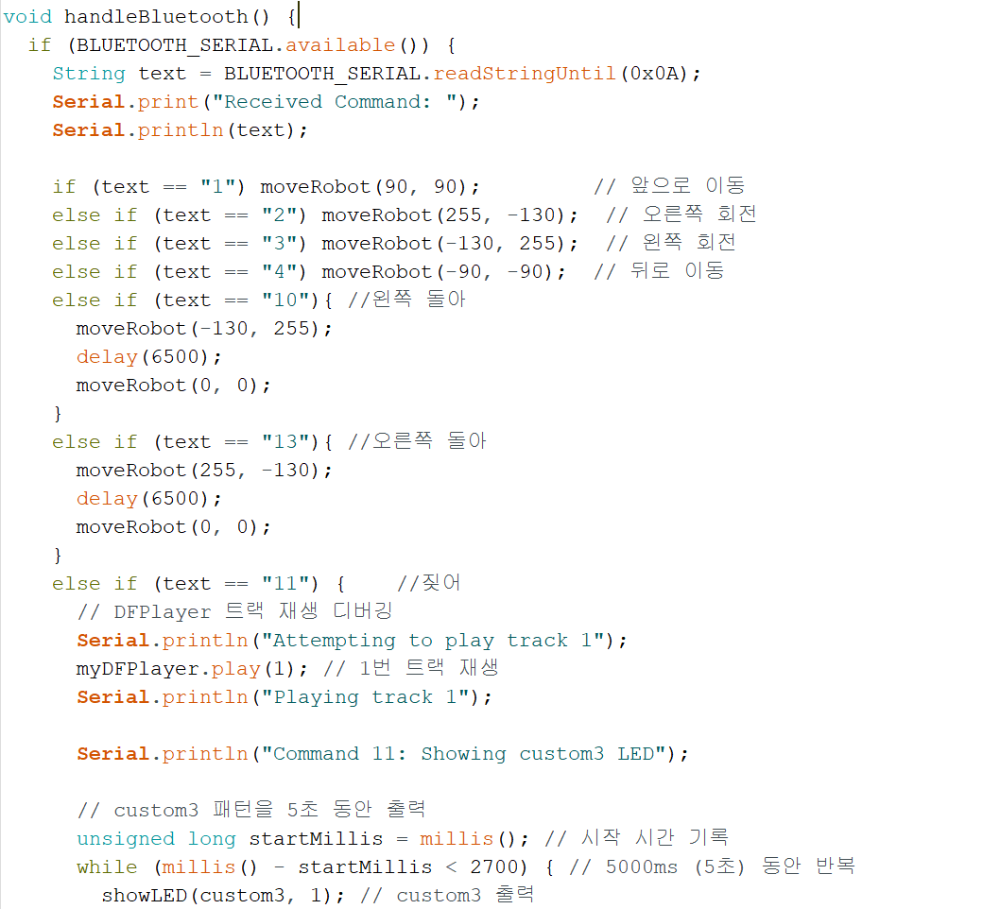 void handleBluetooth() {
  if (BLUETOOTH_SERIAL.available()) {
    String text = BLUETOOTH_SERIAL.readStringUntil(0x0A);
    Serial.print("Received Command: ");
    Serial.println(text);

    if (text == "1") moveRobot(90, 90);         // 앞으로 이동
    else if (text == "2") moveRobot(255, -130);  // 오른쪽 회전
    else if (text == "3") moveRobot(-130, 255);  // 왼쪽 회전
    else if (text == "4") moveRobot(-90, -90);  // 뒤로 이동
    else if (text == "10"){ //왼쪽 돌아
      moveRobot(-130, 255);
      delay(6500);
      moveRobot(0, 0);
    }
    else if (text == "13"){ //오른쪽 돌아
      moveRobot(255, -130);
      delay(6500);
      moveRobot(0, 0);
    }
    else if (text == "11") {    //짖어
      // DFPlayer 트랙 재생 디버깅
      Serial.println("Attempting to play track 1");
      myDFPlayer.play(1); // 1번 트랙 재생
      Serial.println("Playing track 1");

      Serial.println("Command 11: Showing custom3 LED");

      // custom3 패턴을 5초 동안 출력
      unsigned long startMillis = millis(); // 시작 시간 기록
      while (millis() - startMillis < 2700) { // 5000ms (5초) 동안 반복
        showLED(custom3, 1); // custom3 출력